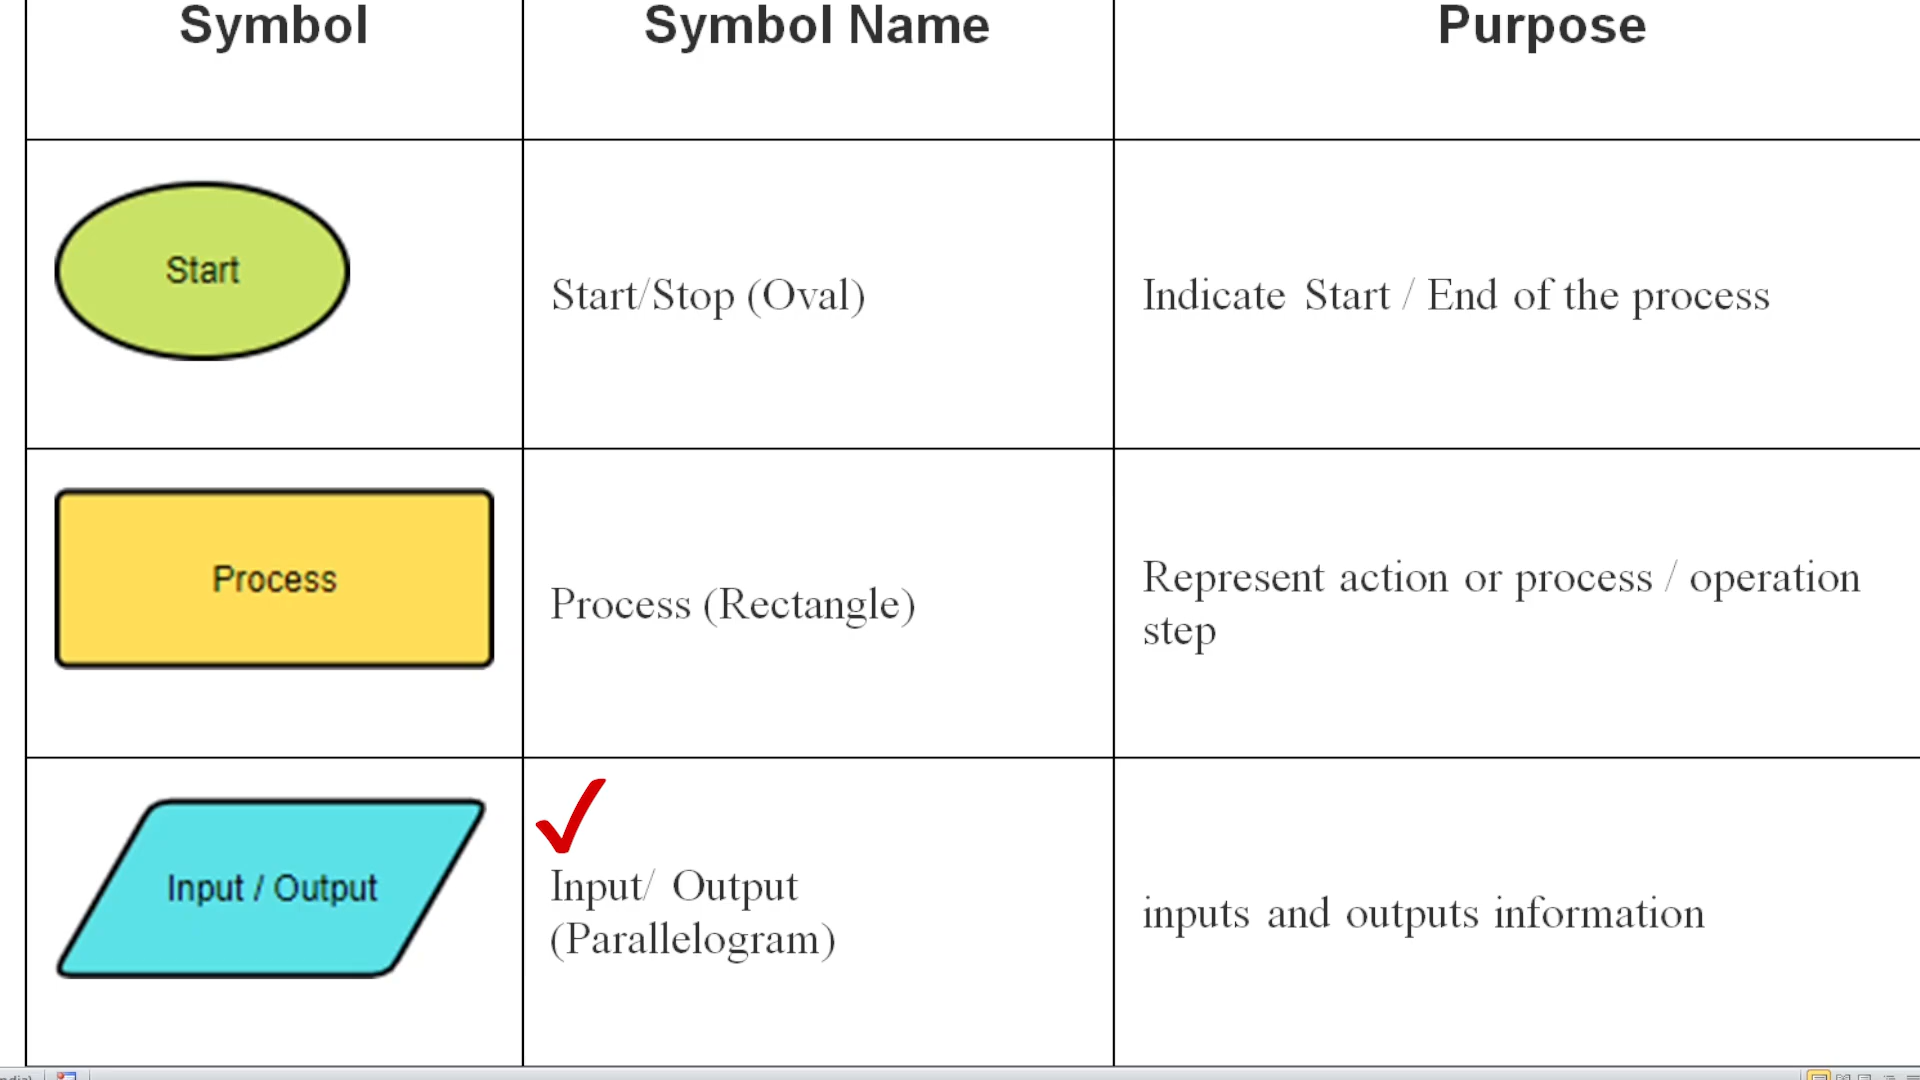 Symbol
Symbol Name
Purpose
Start
Start/Stop (Oval)
Indicate Start / End of the process
Process
Process (Rectangle)
Represent action or process / operation
step
Input / Output
Input/ Output
(Parallelogram)
inputs and outputs information